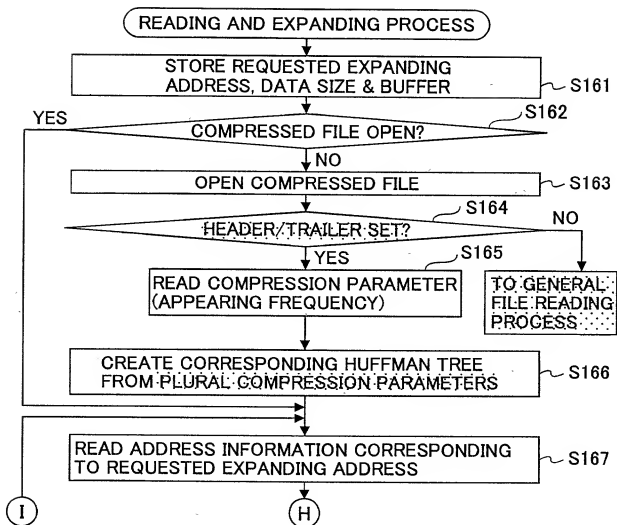 READING AND EXPANDING PROCESS
STORE REQUESTED EXPANDING
ADDRESS, DATA SIZE & BUFFER
S161
YES
S162
COMPRESSED FILE OPEN?
NO
OPEN COMPRESSED FILE
S163
S164
HEADER/TRAILER SET?
NO
YES
S165
READ COMPRESSION PARAMETER
(APPEARING FREQUENCY)
TO GENERAL
FILE READING
PROCESS
CREATE CORRESPONDING HUFFMAN TREE
FROM PLURAL COMPRESSION PARAMETERS
S166
READ ADDRESS INFORMATION CORRESPONDING
TO REQUESTED EXPANDING ADDRESS
S167
I
H